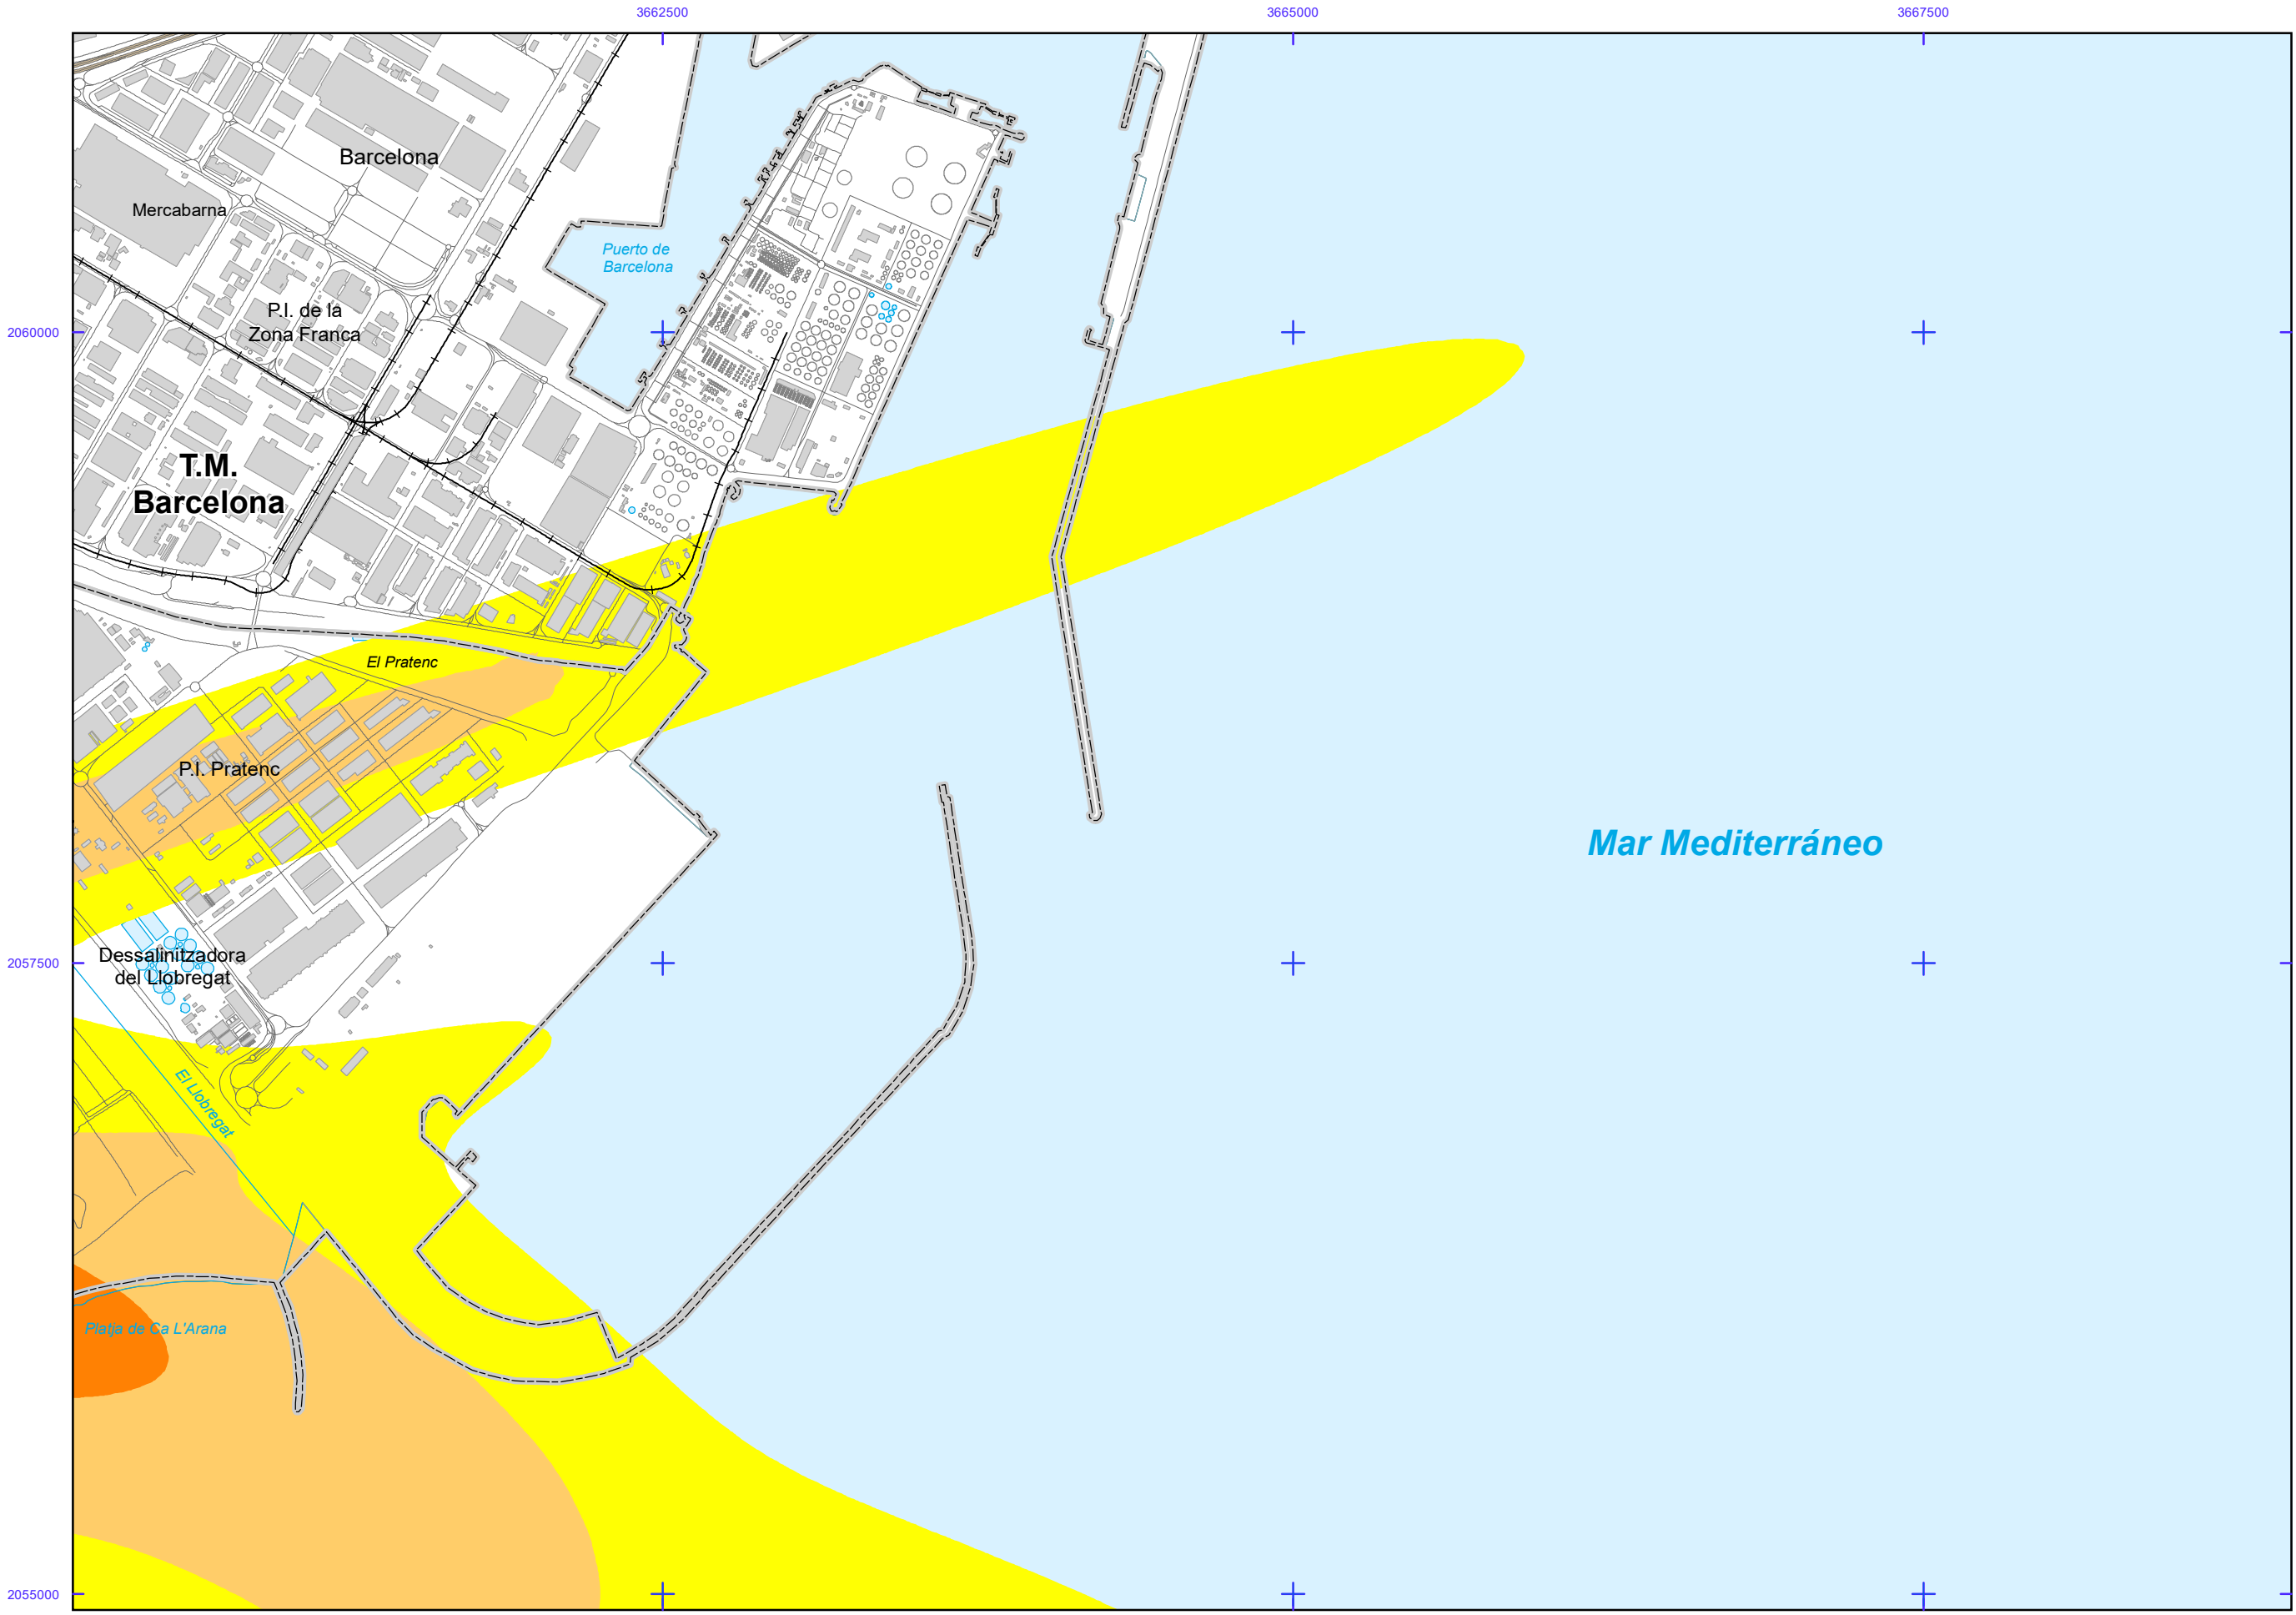 3662500
3665000
3667500
Barcelona
Mercabarna
Puerto de
Barcelona
P.I. de la
Zona Franca
2060000
T.M.
Barcelona
El Pratenc
P.I. Pratenc
Mar Mediterráneo
Dessalinitzadora
del Llobregat
2057500
El Llobregat
Platja de Ca L'Arana
2055000